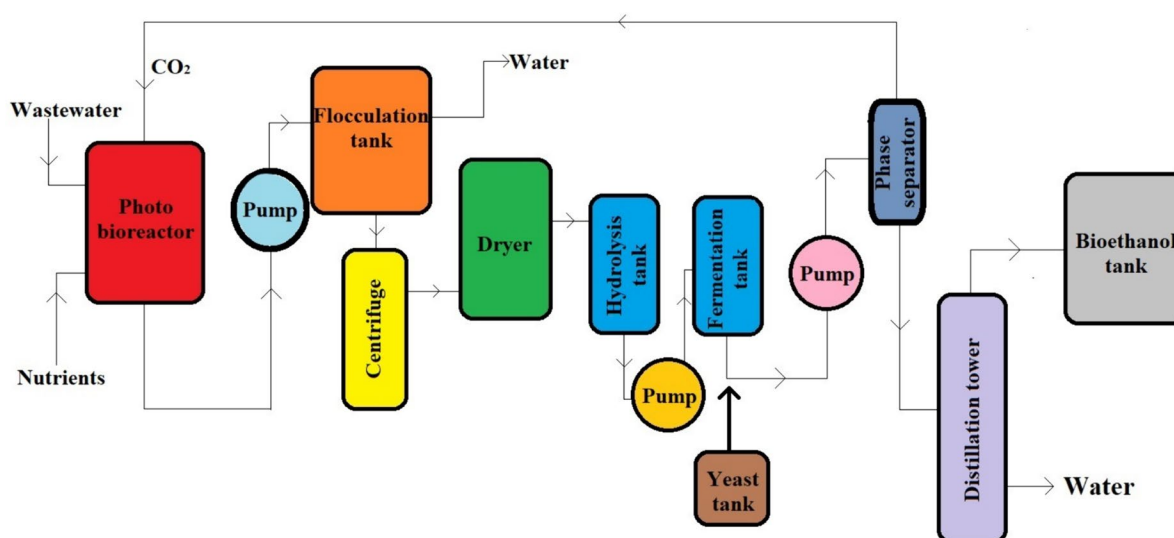 CO₂
Wastewater
Photo
bioreactor
Nutrients
Pump
Flocculation
tank
Water
Centrifuge
Dryer
Hydrolysis
tank
Pump
Fermentation
tank
Yeast
tank
Pump
Phase
separator
Distillation tower
Bioethanol
tank
Water